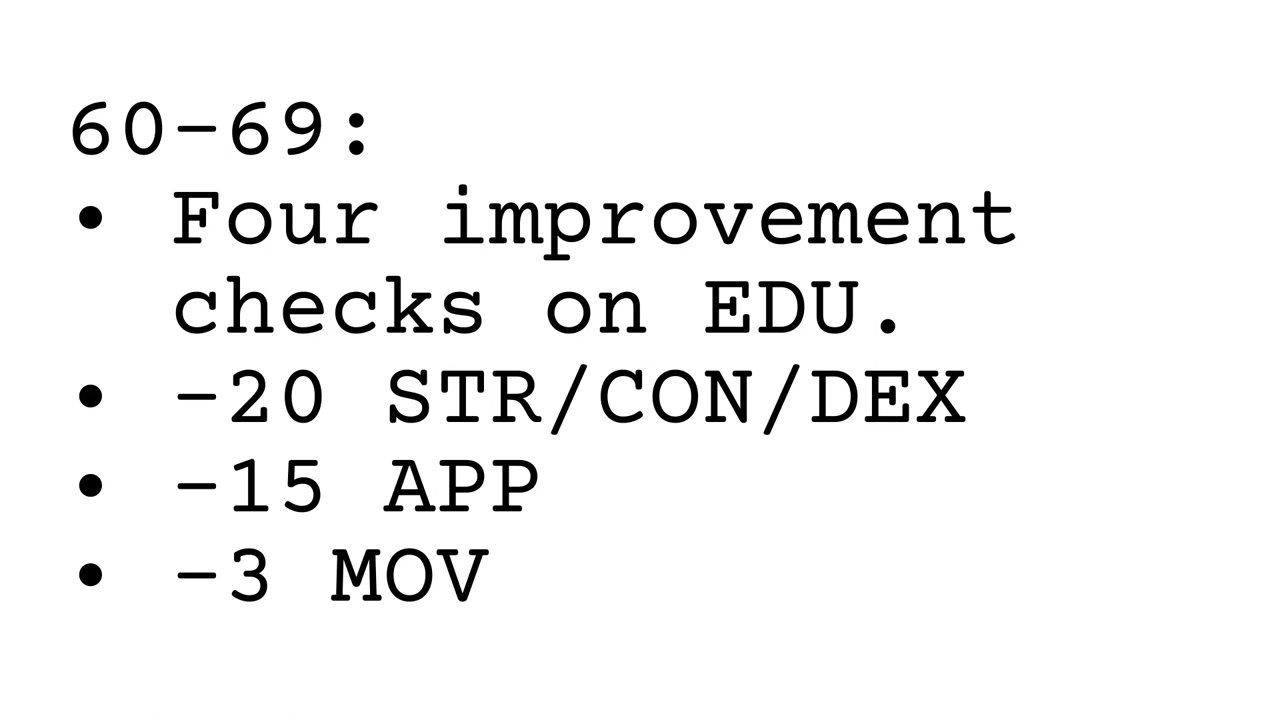 60-69:
• Four improvement
checks on EDU.
• -20 STR/CON/DEX
• -15 APP
• -3 MOV